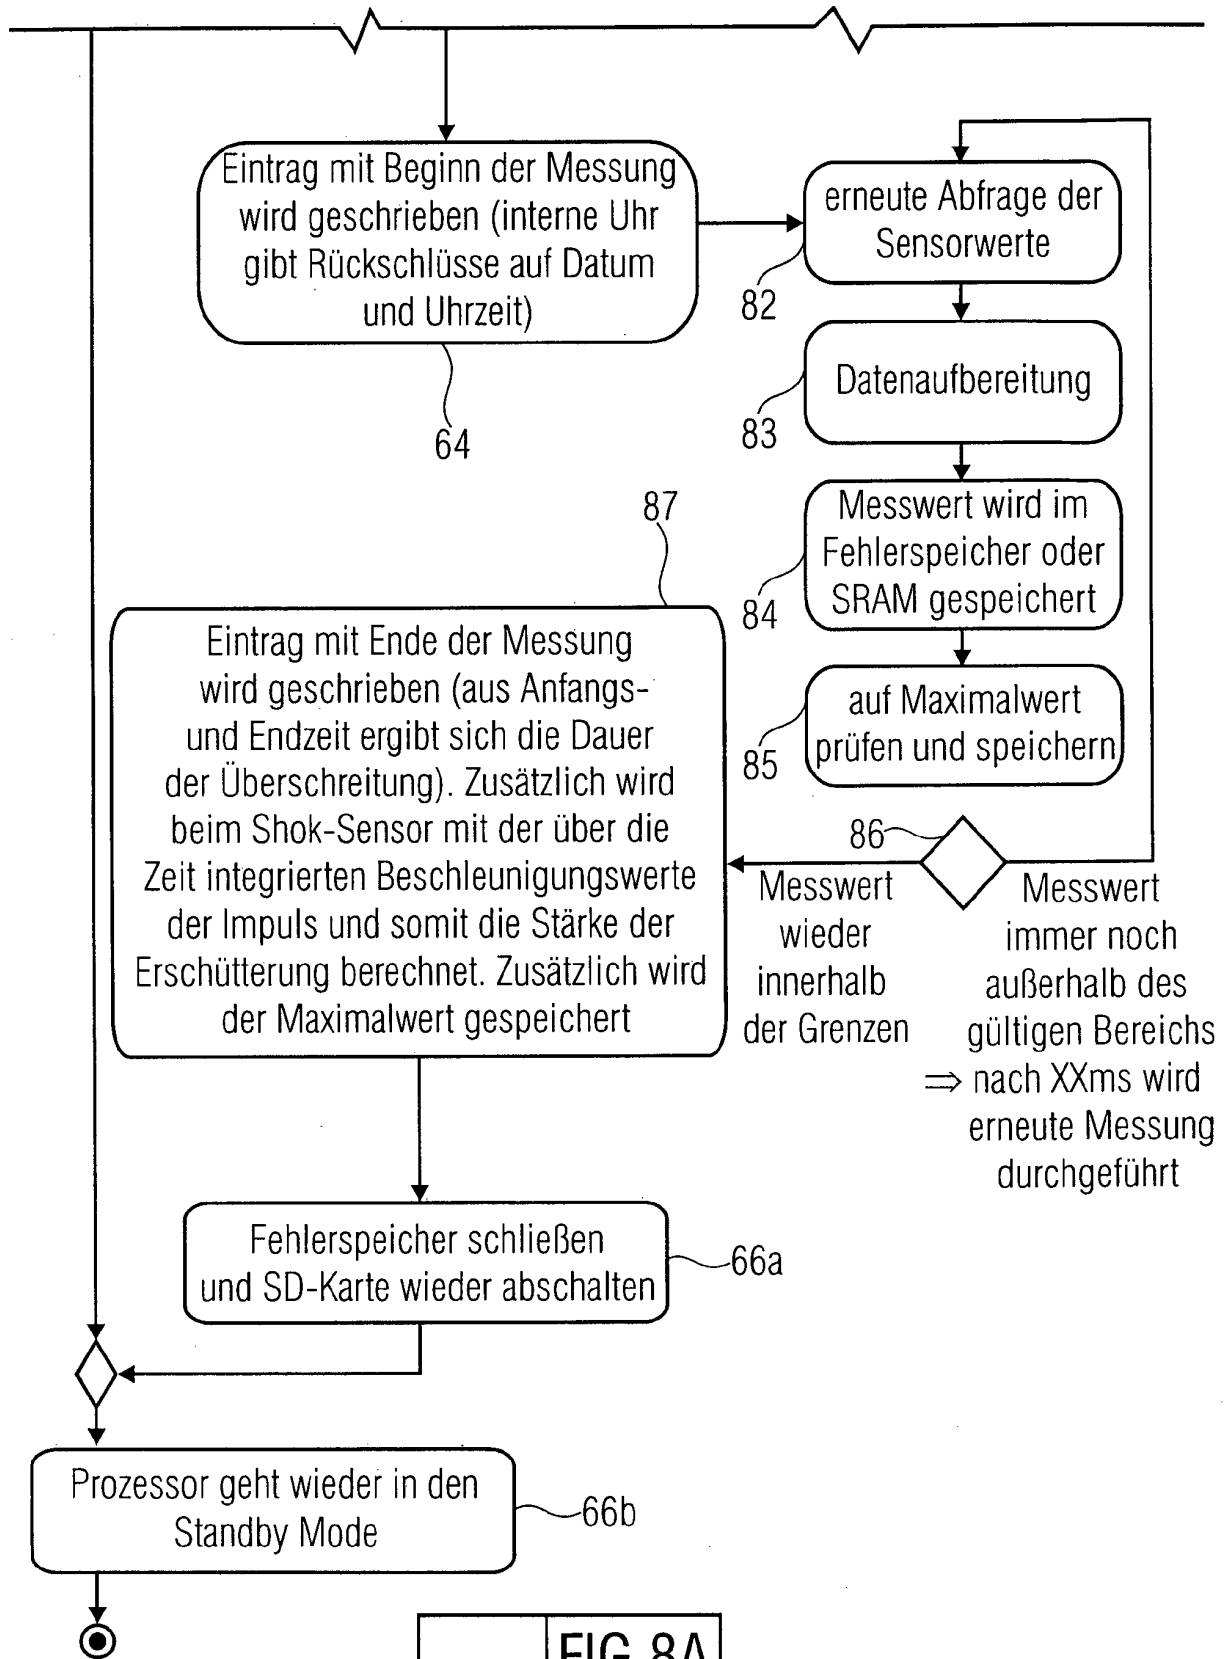 Eintrag mit Beginn der Messung
wird geschrieben (interne Uhr
gibt Rückschlüsse auf Datum
und Uhrzeit)
64
erneute Abfrage der
Sensorwerte
82
Datenaufbereitung
83
Messwert wird im
Fehlerspeicher oder
SRAM gespeichert
84
auf Maximalwert
prüfen und speichern
85
86
Messwert
wieder
innerhalb
der Grenzen
Messwert
immer noch
außerhalb des
gültigen Bereichs
⇒ nach XXms wird
erneute Messung
durchgeführt
87
Eintrag mit Ende der Messung
wird geschrieben (aus Anfangs-
und Endzeit ergibt sich die Dauer
der Überschreitung). Zusätzlich wird
beim Shok-Sensor mit der über die
Zeit integrierten Beschleunigungswerte
der Impuls und somit die Stärke der
Erschütterung berechnet. Zusätzlich wird
der Maximalwert gespeichert
Fehlerspeicher schließen
und SD-Karte wieder abschalten
66a
Prozessor geht wieder in den
Standby Mode
66b
FIG 8A